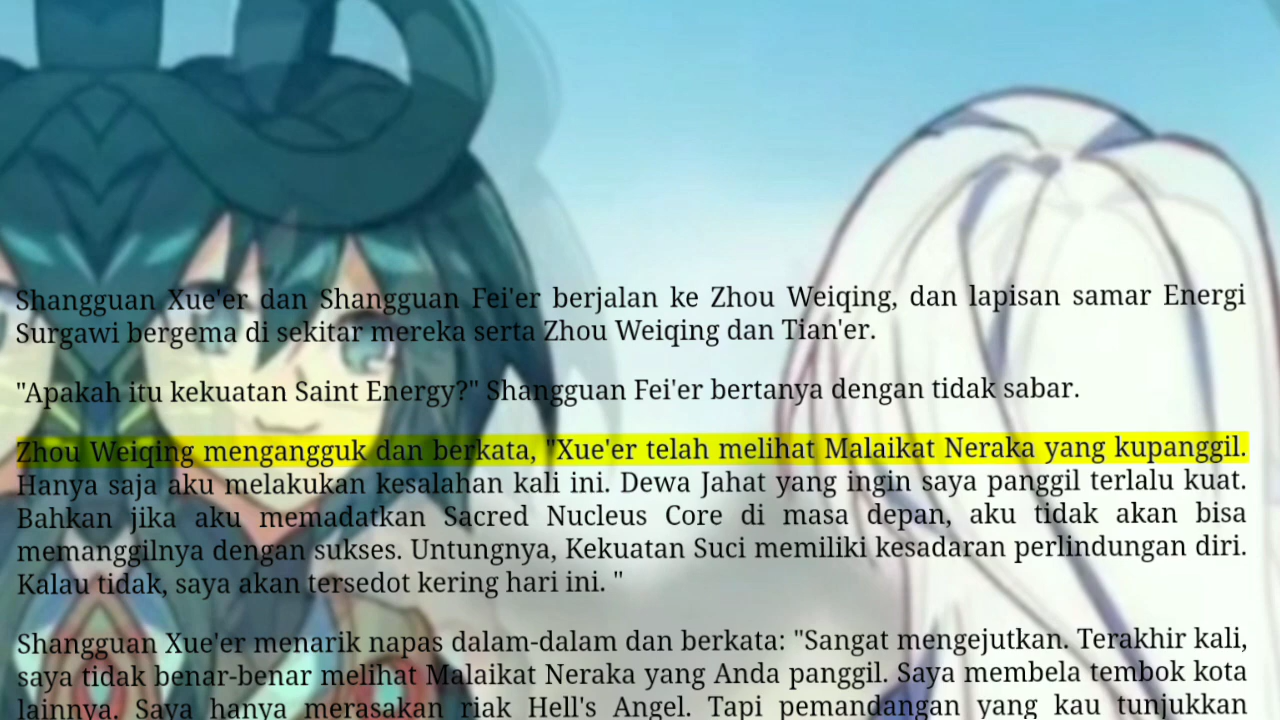 Shangguan Xue'er dan Shangguan Fei'er berjalan ke Zhou Weiqing, dan lapisan samar Energi
Surgawi bergema di sekitar mereka serta Zhou Weiqing dan Tian'er.
"Apakah itu kekuatan Saint Energy?" Shangguan Fei'er bertanya dengan tidak sabar.
Zhou Weiqing mengangguk dan berkata, "Xue'er telah melihat Malaikat Neraka yang kupanggil.
Hanya saja aku melakukan kesalahan kali ini. Dewa Jahat yang ingin saya panggil terlalu kuat.
Bahkan jika aku memadatkan Sacred Nucleus Core di masa depan, aku tidak akan bisa
memanggilnya dengan sukses. Untungnya, Kekuatan Suci memiliki kesadaran perlindungan diri.
Kalau tidak, saya akan tersedot kering hari ini. "
Shangguan Xue'er menarik napas dalam-dalam dan berkata: "Sangat mengejutkan. Terakhir kali,
saya tidak benar-benar melihat Malaikat Neraka yang Anda panggil. Saya membela tembok kota
lainnya. Saya hanya merasakan riak Hell's Angel. Tapi pemandangan yang kau tunjukkan